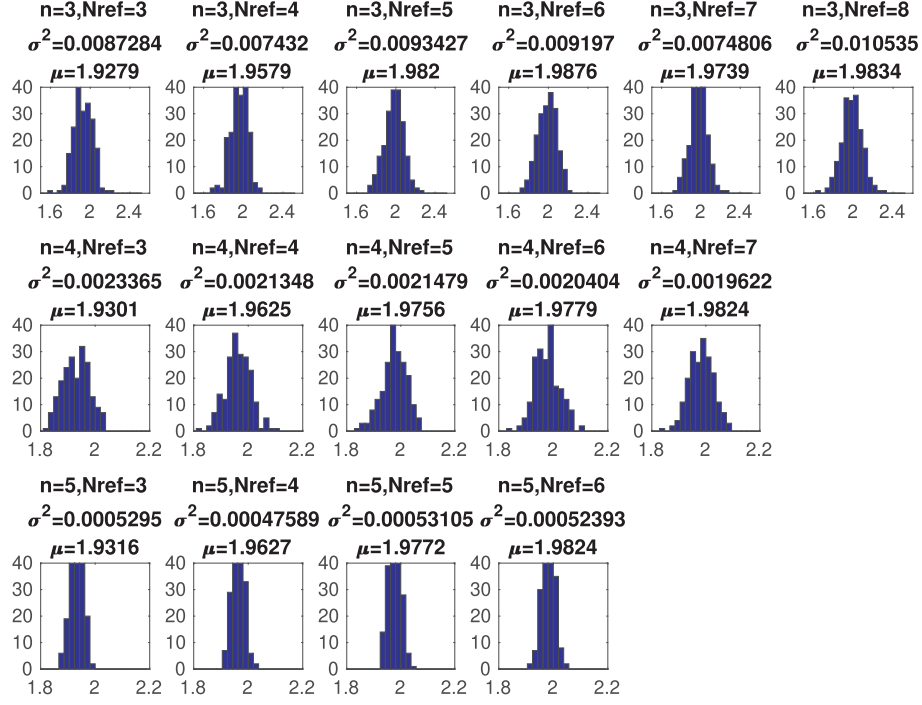 n=3,Nref=3 n=3,Nref=4 n=3,Nref=5 n=3,Nref=6 n=3,Nref=7 n=3,Nref=8
σ²=0.0087284 σ²=0.007432 σ²=0.0093427 σ²=0.009197 σ²=0.0074806 σ²=0.010535
μ=1.9279 μ=1.9579 μ=1.982 μ=1.9876 μ=1.9739 μ=1.9834
40 40 40 40 40 40
30 30 30 30 30 30
20 20 20 20 20 20
10 10 10 10 10 10
0 0 0 0 0 0
1.6 2 2.4 1.6 2 2.4 1.6 2 2.4 1.6 2 2.4 1.6 2 2.4 1.6 2 2.4
n=4,Nref=3 n=4,Nref=4 n=4,Nref=5 n=4,Nref=6 n=4,Nref=7
σ²=0.0023365 σ²=0.0021348 σ²=0.0021479 σ²=0.0020404 σ²=0.0019622
μ=1.9301 μ=1.9625 μ=1.9756 μ=1.9779 μ=1.9824
40 40 40 40 40
30 30 30 30 30
20 20 20 20 20
10 10 10 10 10
0 0 0 0 0
1.8 2 2.2 1.8 2 2.2 1.8 2 2.2 1.8 2 2.2 1.8 2 2.2
n=5,Nref=3 n=5,Nref=4 n=5,Nref=5 n=5,Nref=6
σ²=0.0005295 σ²=0.00047589 σ²=0.00053105 σ²=0.00052393
μ=1.9316 μ=1.9627 μ=1.9772 μ=1.9824
40 40 40 40
30 30 30 30
20 20 20 20
10 10 10 10
0 0 0 0
1.8 2 2.2 1.8 2 2.2 1.8 2 2.2 1.8 2 2.2